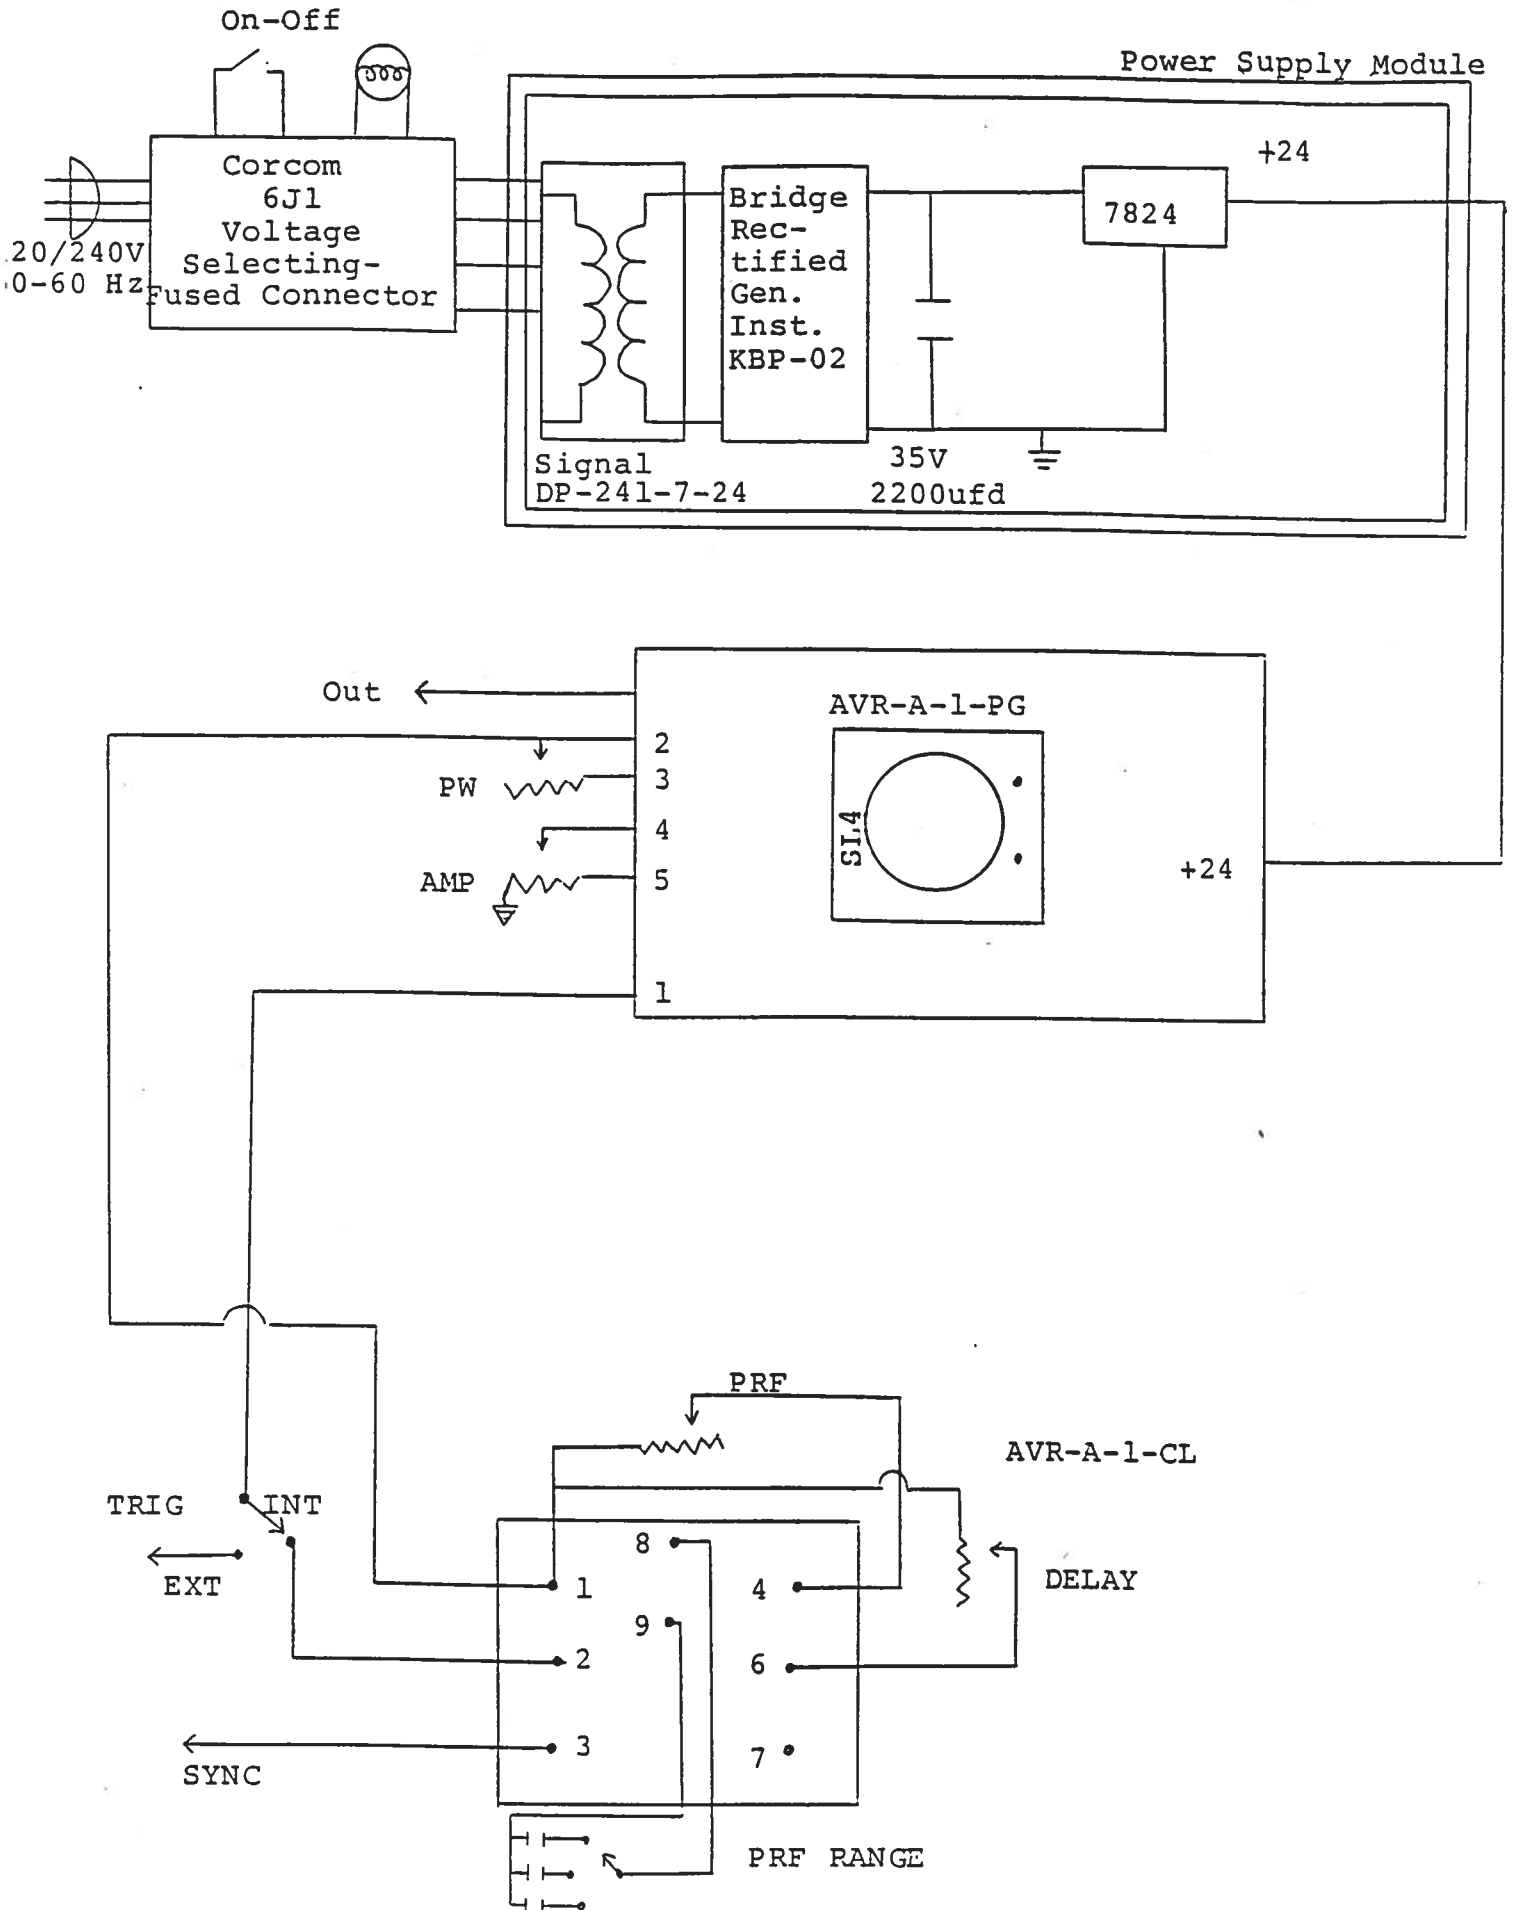 On-Off
Power Supply Module
Corcom
6J1
Voltage
Selecting-
Fused Connector
20/240V
0-60 Hz
Bridge
Rec-
tified
Gen.
Inst.
KBP-02
7824
+24
Signal
DP-241-7-24
35V
2200ufd
Out
AVR-A-1-PG
2
PW
3
4
SL4
AMP
5
+24
1
PRF
AVR-A-1-CL
TRIG
INT
8
EXT
1
4
DELAY
9
2
6
3
7
SYNC
PRF RANGE